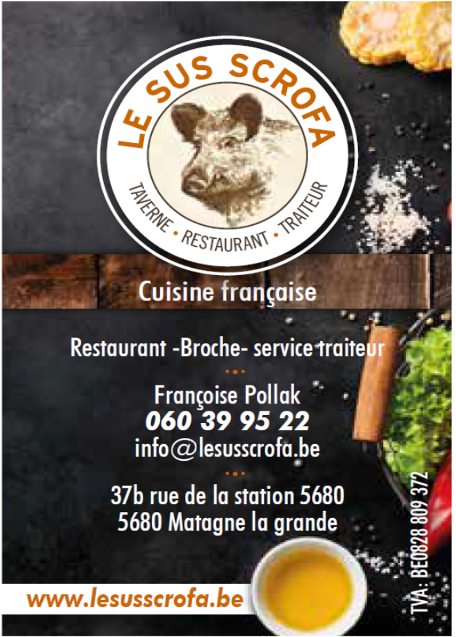 LE SUS SCROFA
TAVERNE • RESTAURANT • TRAITEUR
Cuisine française
Restaurant -Broche- service traiteur
Françoise Pollak
060 39 95 22
info@lesusscrofa.be
37b rue de la station 5680
5680 Matagne la grande
TVA: BE0828 809 372
www.lesusscrofa.be